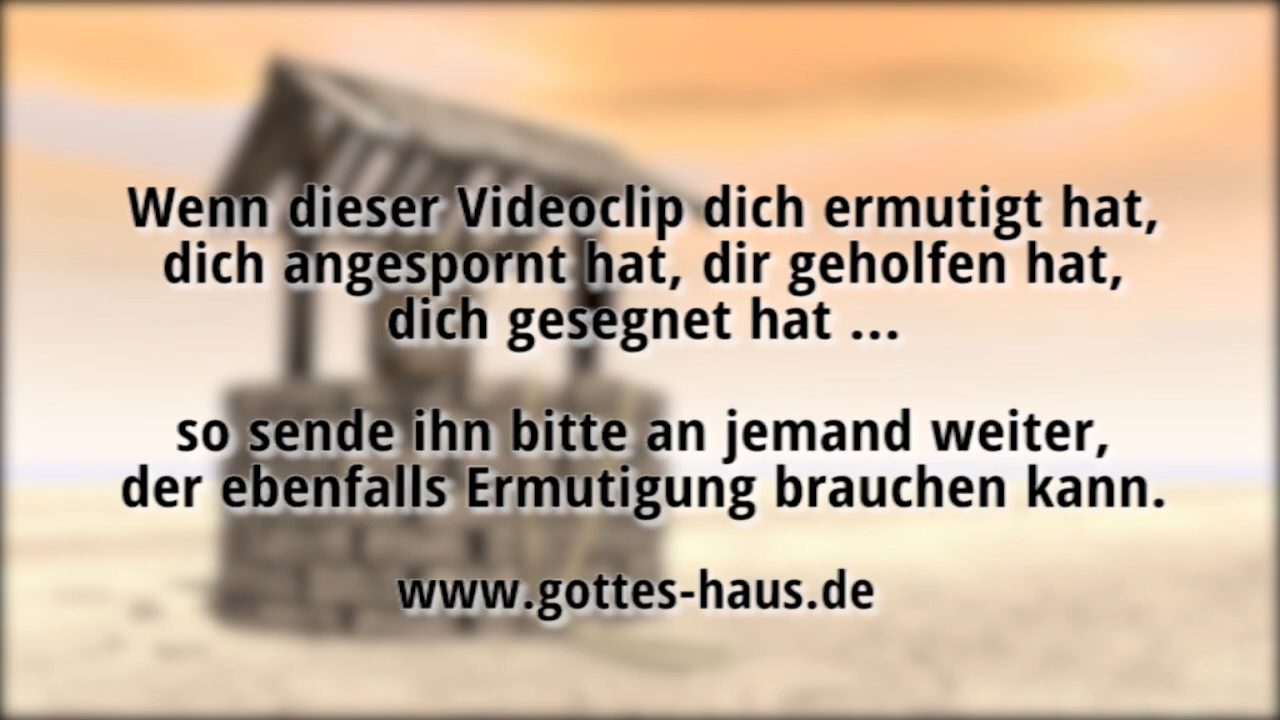 Wenn dieser Videoclip dich ermutigt hat,
dich angespornt hat, dir geholfen hat,
dich gesegnet hat ...
so sende ihn bitte an jemand weiter,
der ebenfalls Ermutigung brauchen kann.
www.gottes-haus.de